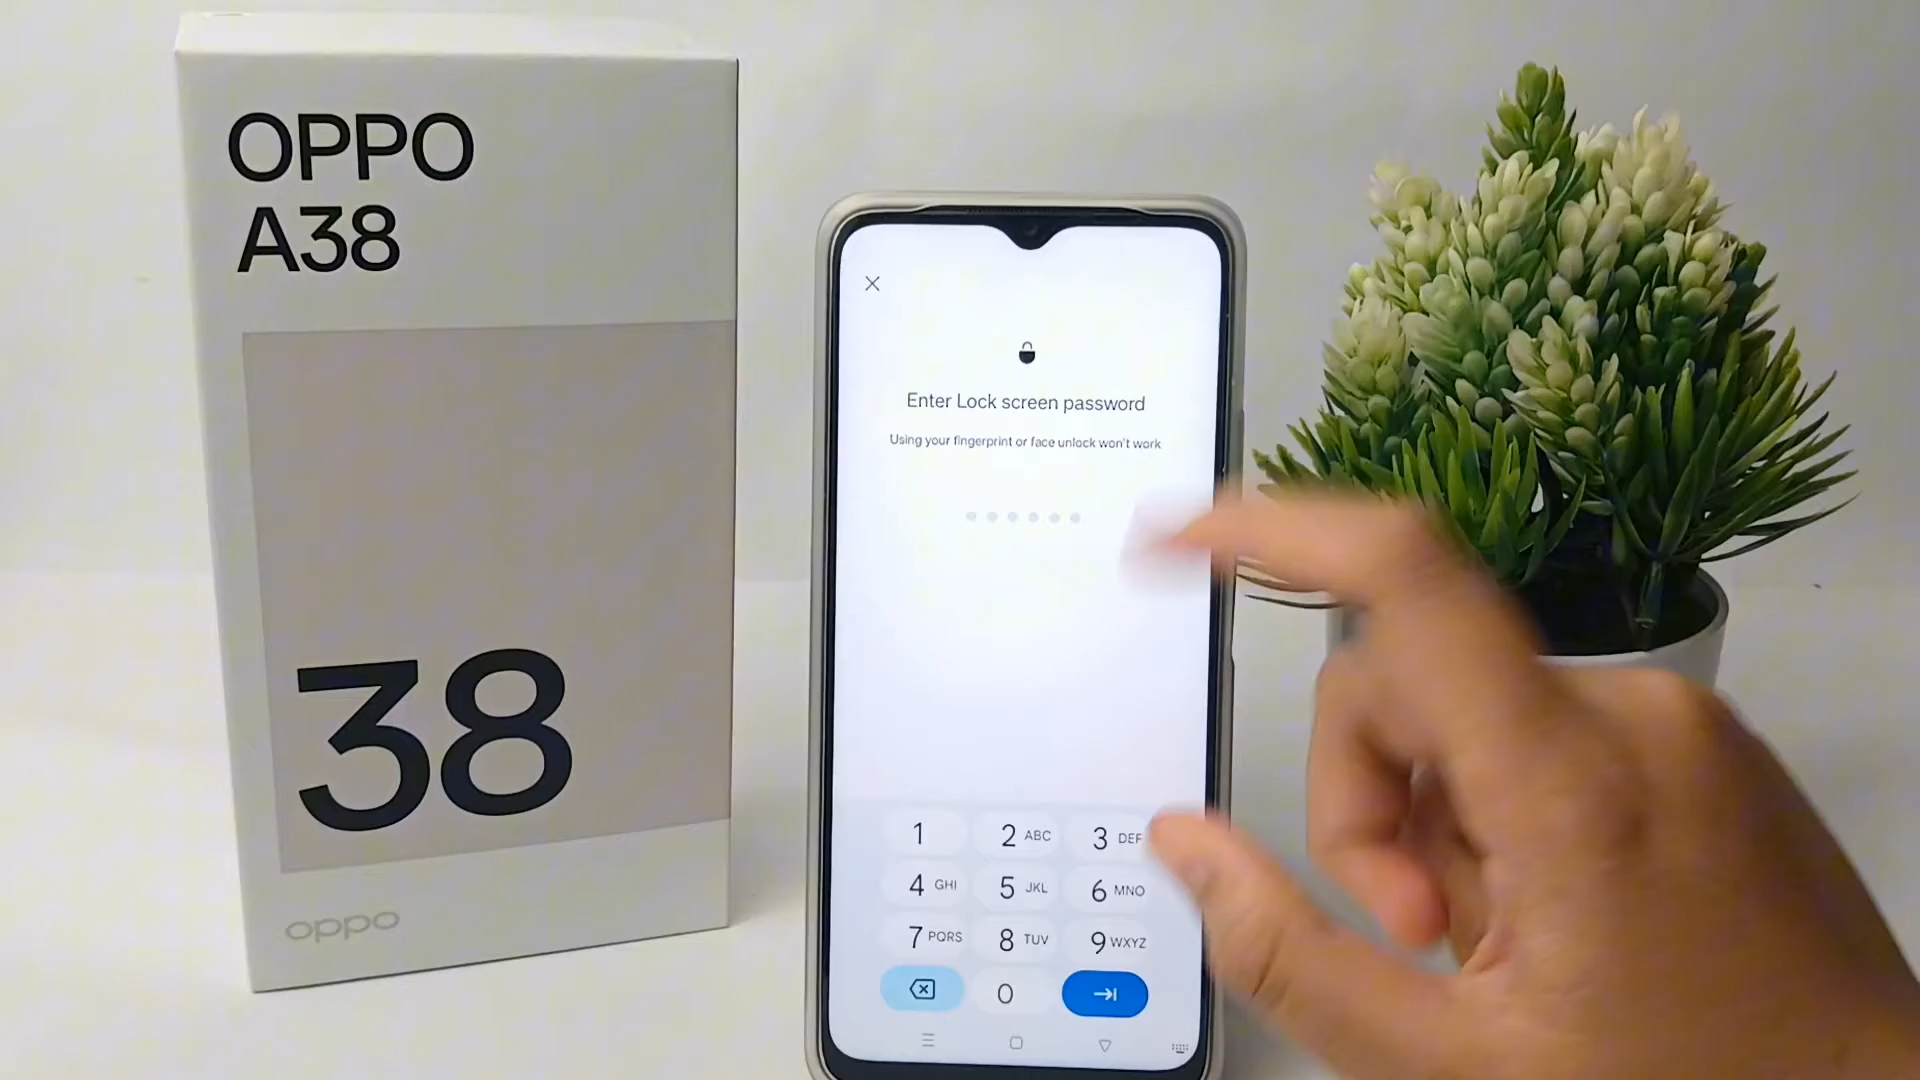 OPPO
A38
38
oppo
Enter Lock screen password
Using your fingerprint or face unlock won't work
1
2 ABC
3 DEF
4 GHI
5 JKL
6 MNO
7 PQRS
8 TUV
9 WXYZ
0